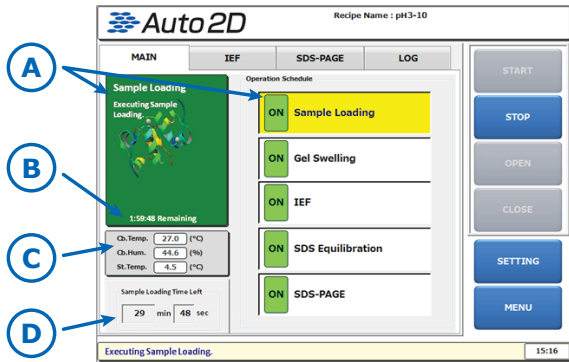 Auto 2D
Recipe Name : pH3-10
MAIN
IEF
SDS-PAGE
LOG
A
Sample Loading
Executing Sample
Loading.
B
1:59:48 Remaining
C
Cb.Temp. 27.0 (°C)
Cb.Hum. 44.6 (%)
St.Temp. 4.5 (°C)
D
Sample Loading Time Left
29 min 48 sec
Operation Schedule
ON Sample Loading
ON Gel Swelling
ON IEF
ON SDS Equilibration
ON SDS-PAGE
START
STOP
OPEN
CLOSE
SETTING
MENU
Executing Sample Loading.
15:16